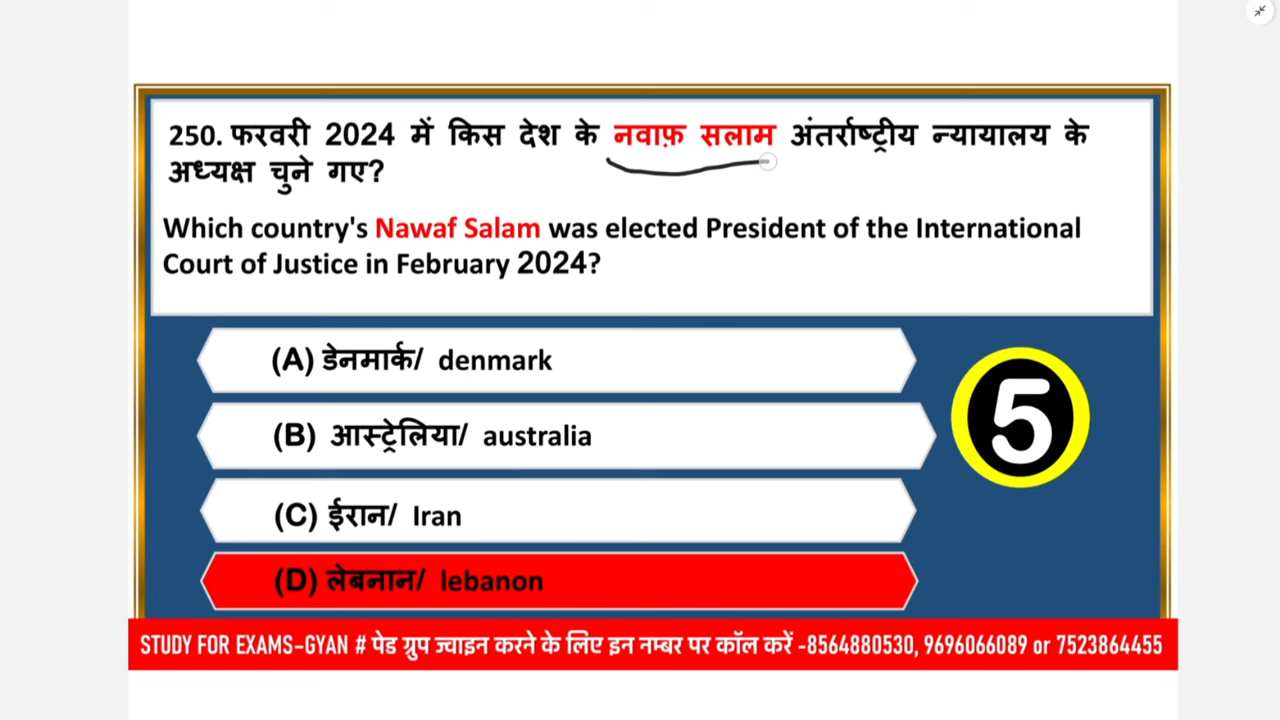 250. फरवरी 2024 में किस देश के नवाफ़ सलाम अंतर्राष्ट्रीय न्यायालय के
अध्यक्ष चुने गए?
Which country's Nawaf Salam was elected President of the International
Court of Justice in February 2024?
(A) डेनमार्क/ denmark
(B) आस्ट्रेलिया/ australia
5
(C) ईरान/ Iran
(D) लेबनान/ lebanon
STUDY FOR EXAMS-GYAN # पेड ग्रुप ज्वाइन करने के लिए इन नम्बर पर कॉल करें -8564880530, 9696066089 or 7523864455